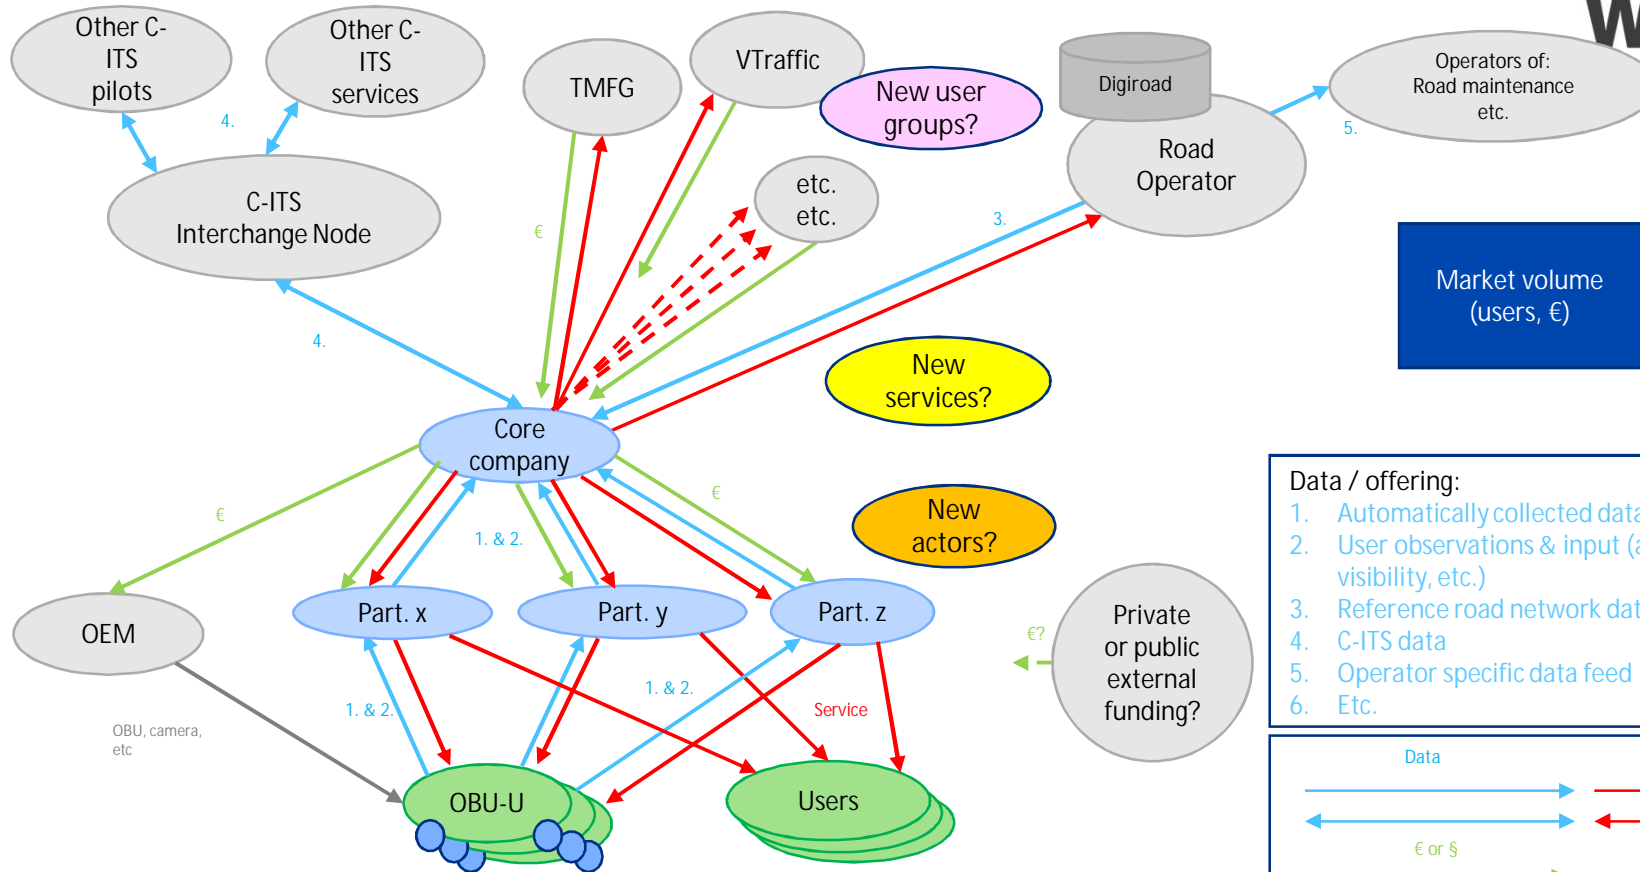 Other C-
ITS
pilots
Other C-
ITS
services
4.
C-ITS
Interchange Node
4.
TMFG
VTraffic
New user
groups?
etc.
etc.
€
Digiroad
Road
Operator
Operators of:
Road maintenance
etc.
5.
3.
Market volume
(users, €)
New
services?
New
actors?
Core
company
€
€
1. & 2.
OEM
Part. x
Part. y
Part. z
OBU, camera,
etc
1. & 2.
1. & 2.
Service
OBU-U
Users
€?
Private
or public
external
funding?
Data / offering:
1. Automatically collected data
2. User observations & input
visibility, etc.)
3. Reference road network
4. C-ITS data
5. Operator specific data feed
6. Etc.
Data
€ or §